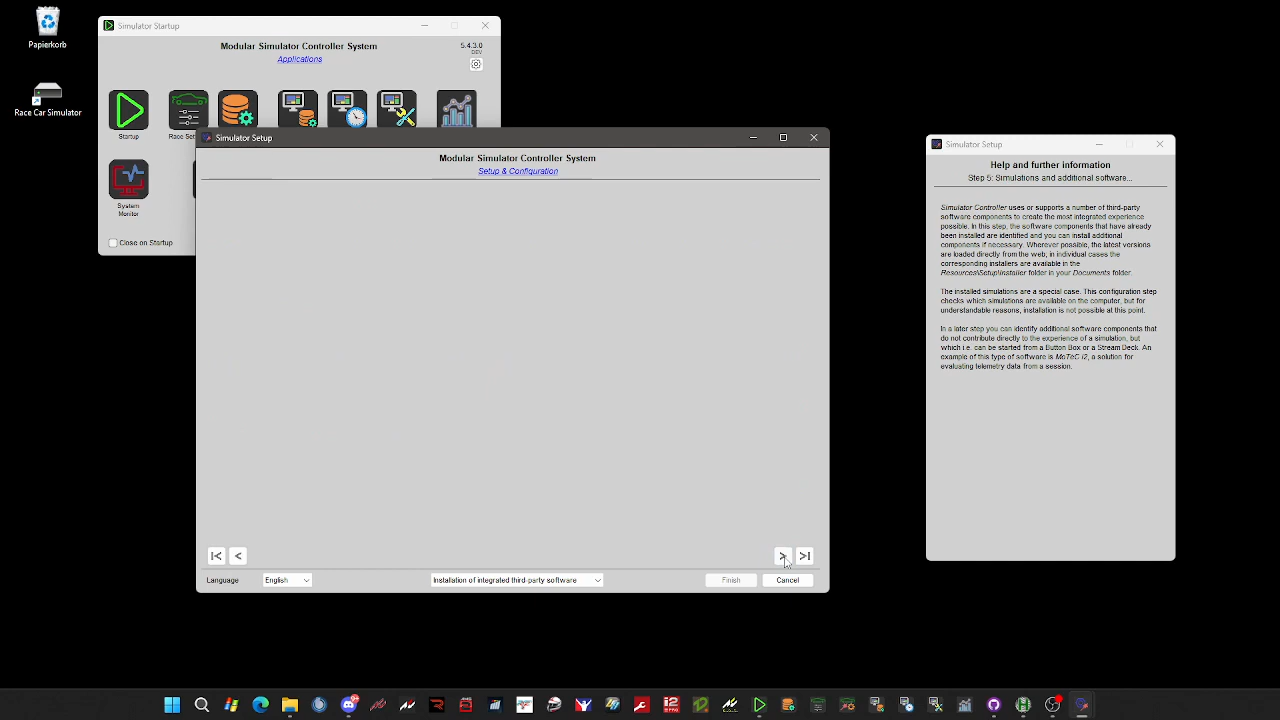 Papierkorb
Race Car Simulator
Simulator Startup
Modular Simulator Controller System
Applications
5.4.3.0
DEV
Startup
Race Se
System
Monitor
Close on Startup
Simulator Setup
Modular Simulator Controller System
Setup & Configuration
Language
English
Installation of integrated third-party software
Finish
Cancel
Simulator Setup
Help and further information
Step 5: Simulations and additional software...
Simulator Controller uses or supports a number of third-party
software components to create the most integrated experience
possible. In this step, the software components that have already
been installed are identified and you can install additional
components if necessary. Wherever possible, the latest versions
are loaded directly from the web; in individual cases the
corresponding installers are available in the
Resources\Setup\Installer folder in your Documents folder.
The installed simulations are a special case. This configuration step
checks which simulations are available on the computer, but for
understandable reasons, installation is not possible at this point.
In a later step you can identify additional software components that
do not contribute directly to the experience of a simulation, but
which i.e. can be started from a Button Box or a Stream Deck. An
example of this type of software is MoTeC i2, a solution for
evaluating telemetry data from a session.